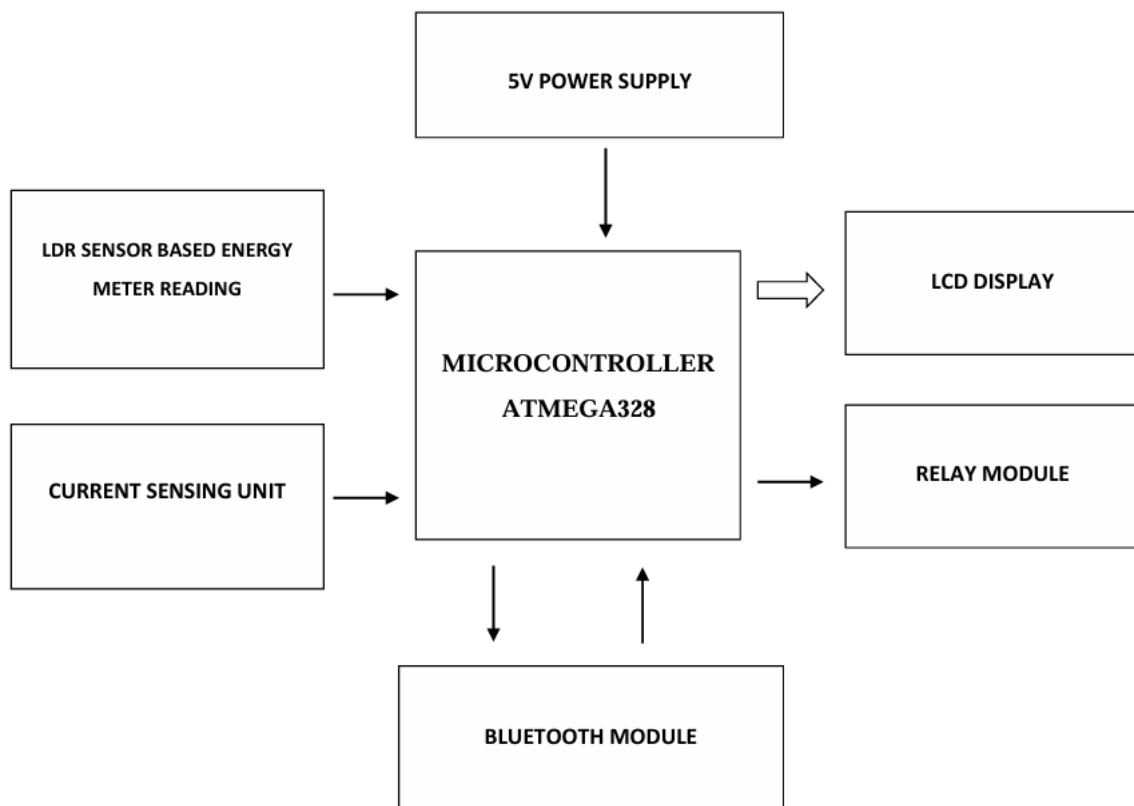 5V POWER SUPPLY
LDR SENSOR BASED ENERGY
METER READING
LCD DISPLAY
MICROCONTROLLER
ATMEGA328
CURRENT SENSING UNIT
RELAY MODULE
BLUETOOTH MODULE